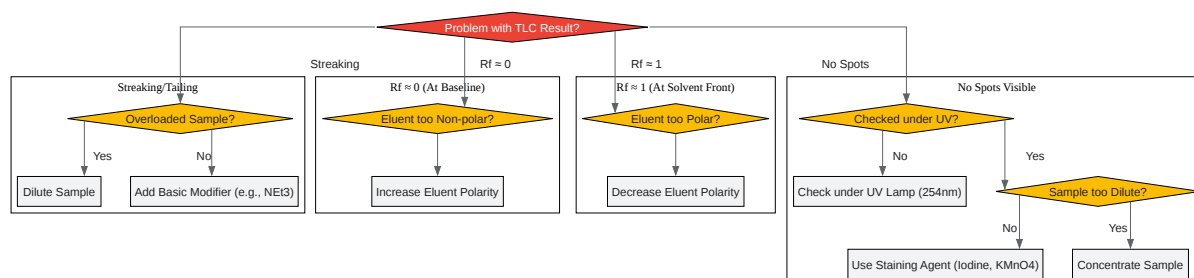 Problem with TLC Result?
Streaking
Rf ≈ 0
Rf ≈ 1
No Spots
Streaking/Tailing
Rf ≈ 0 (At Baseline)
Rf ≈ 1 (At Solvent Front)
No Spots Visible
Overloaded Sample?
Eluent too Non-polar?
Eluent too Polar?
Checked under UV?
Yes
No
No
Yes
Dilute Sample
Add Basic Modifier (e.g., NEt3)
Increase Eluent Polarity
Decrease Eluent Polarity
Check under UV Lamp (254nm)
Sample too Dilute?
No
Yes
Use Staining Agent (Iodine, KMnO4)
Concentrate Sample